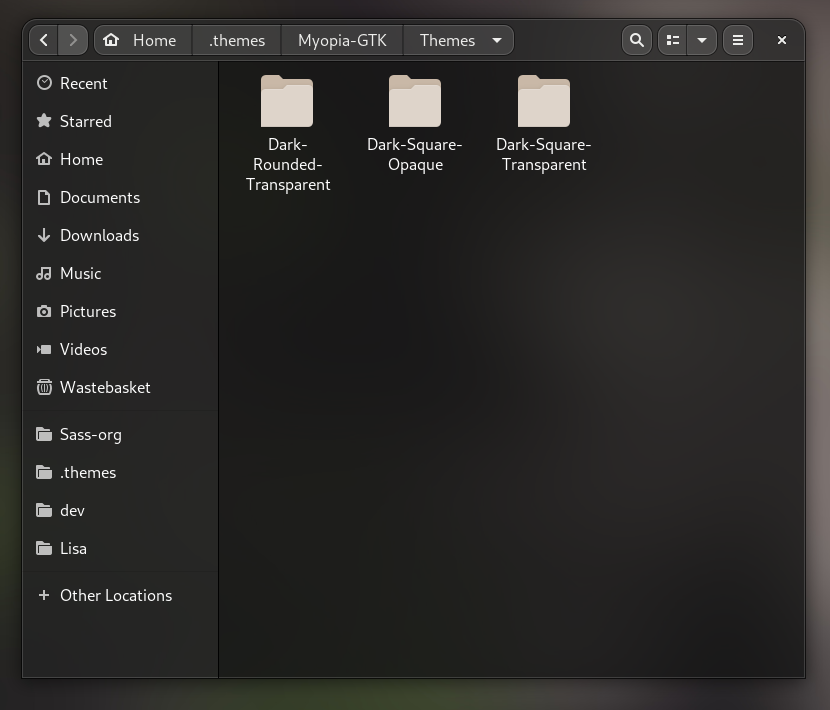 Home .themes Myopia-GTK Themes
Recent
Starred
Home
Documents
Downloads
Music
Pictures
Videos
Wastebasket
Sass-org
.themes
dev
Lisa
Other Locations
Dark-
Rounded-
Transparent
Dark-Square-
Opaque
Dark-Square-
Transparent